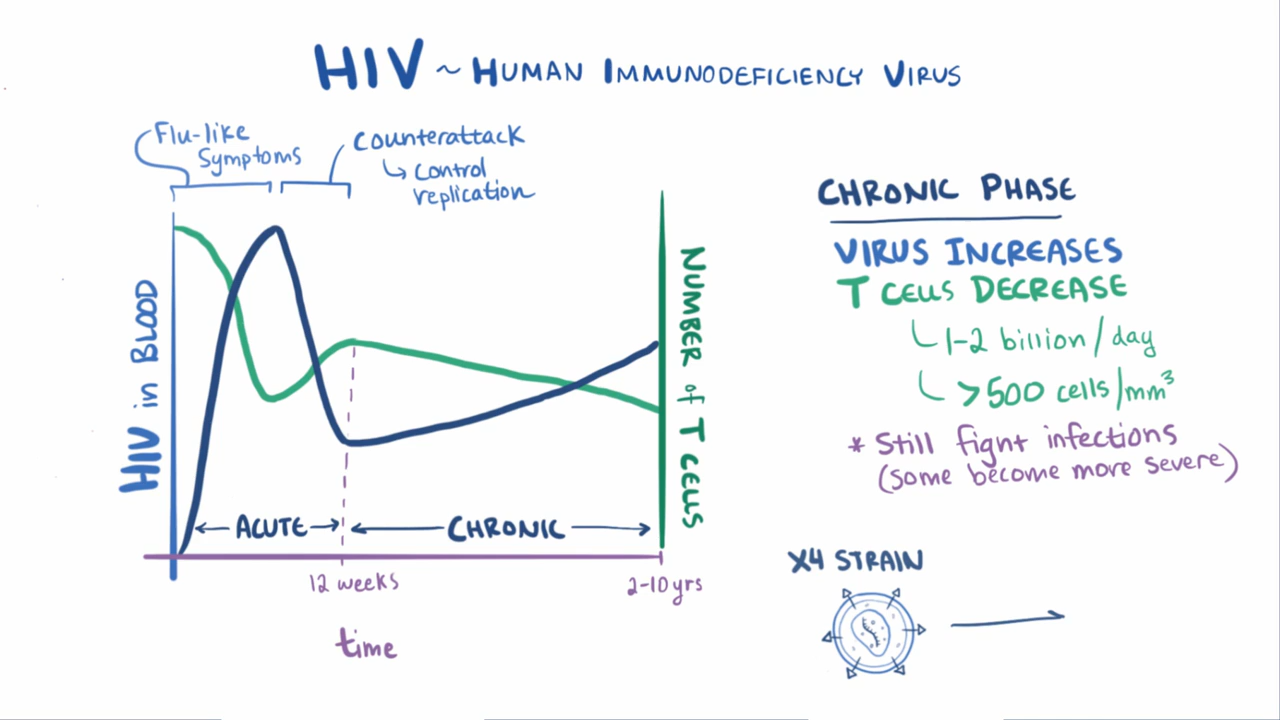 HIV ~ HUMAN IMMUNODEFICIENCY VIRUS
Flu-like
Symptoms
Counterattack
↳ Control
replication
HIV in BLOOD
NUMBER of T CELLS
← ACUTE →
← CHRONIC →
12 weeks
2-10 yrs
time
CHRONIC PHASE
VIRUS INCREASES
T CELLS DECREASE
1-2 billion/day
>500 cells/mm³
* Still fight infections
(some become more severe)
X4 STRAIN